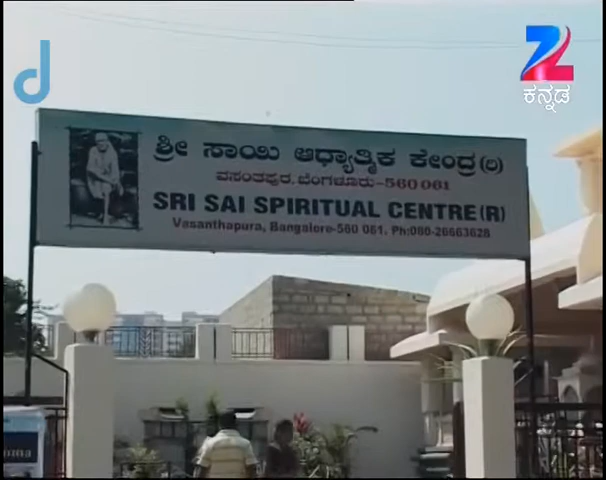 ಕನ್ನಡ
ಶ್ರೀ ಸಾಯಿ ಆಧ್ಯಾತ್ಮಿಕ ಕೇಂದ್ರ (ರಿ)
ವಸಂತಪುರ, ಬೆಂಗಳೂರು-560 061
SRI SAI SPIRITUAL CENTRE (R)
Vasanthapura, Bangalore-560 061. Ph:080-26663628